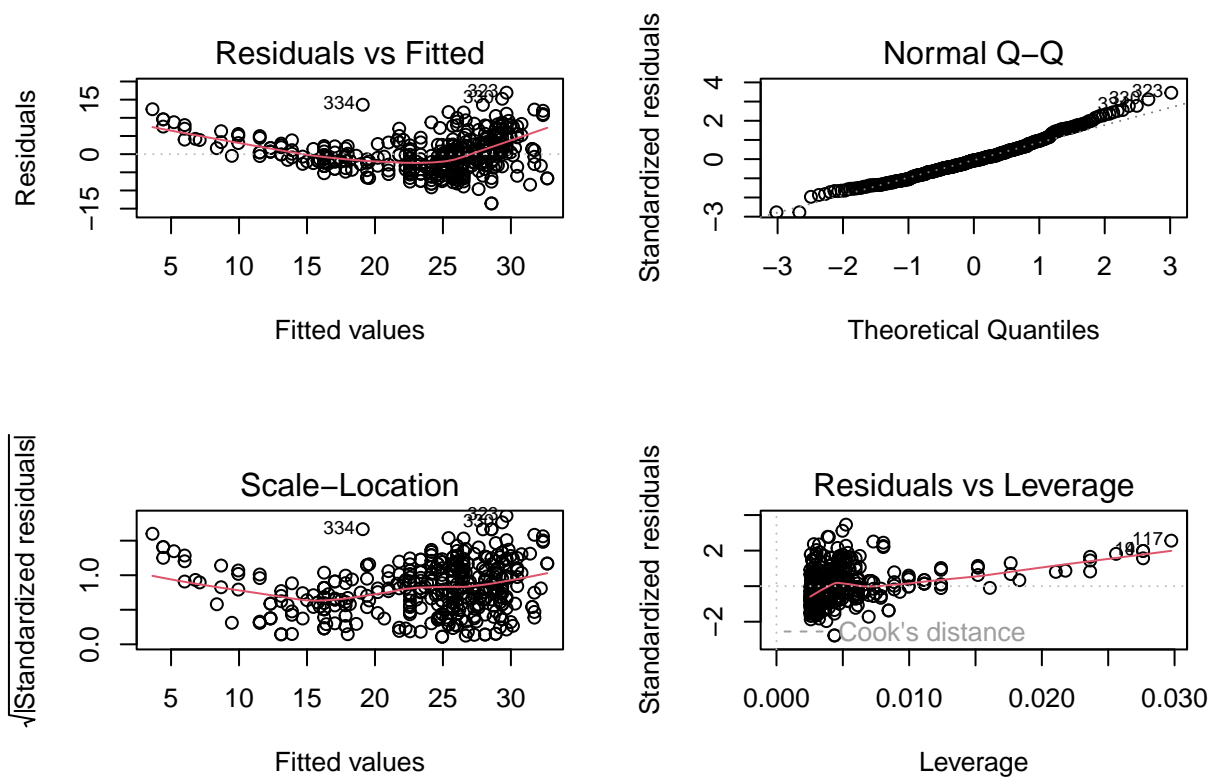 Residuals vs Fitted
Residuals
−15
0
15
334
323
330
5 10 15 20 25 30
Fitted values
Normal Q−Q
Standardized residuals
−3
0
2
4
323
−3 −2 −1 0 1 2 3
Theoretical Quantiles
Scale−Location
√|Standardized residuals|
0.0
1.0
334
323
330
5 10 15 20 25 30
Fitted values
Residuals vs Leverage
Standardized residuals
−2
0
2
117
Cook's distance
0.000 0.010 0.020 0.030
Leverage